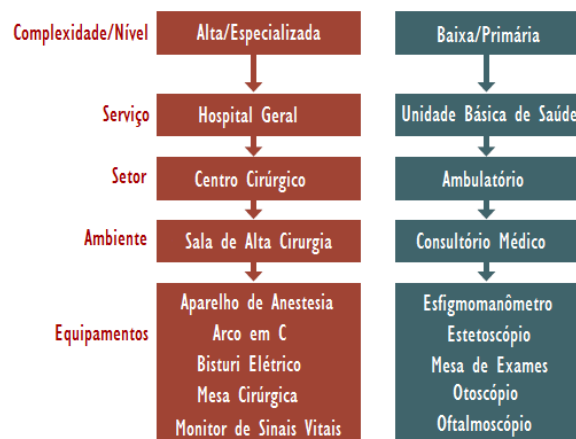 Complexidade/Nível Alta/Especializada Baixa/Primária
Serviço Hospital Geral Unidade Básica de Saúde
Setor Centro Cirúrgico Ambulatório
Ambiente Sala de Alta Cirurgia Consultório Médico
Equipamentos
Aparelho de Anestesia
Arco em C
Bisturi Elétrico
Mesa Cirúrgica
Monitor de Sinais Vitais
Esfigmomanômetro
Estetoscópio
Mesa de Exames
Otoscópio
Oftalmoscópio